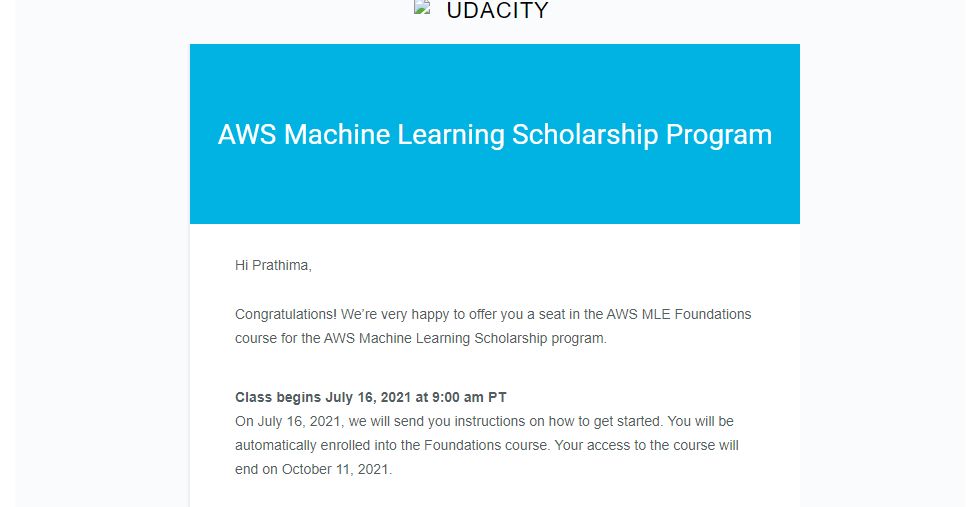 UDACITY
AWS Machine Learning Scholarship Program
Hi Prathima,
Congratulations! We’re very happy to offer you a seat in the AWS MLE Foundations
course for the AWS Machine Learning Scholarship program.
Class begins July 16, 2021 at 9:00 am PT
On July 16, 2021, we will send you instructions on how to get started. You will be
automatically enrolled into the Foundations course. Your access to the course will
end on October 11, 2021.